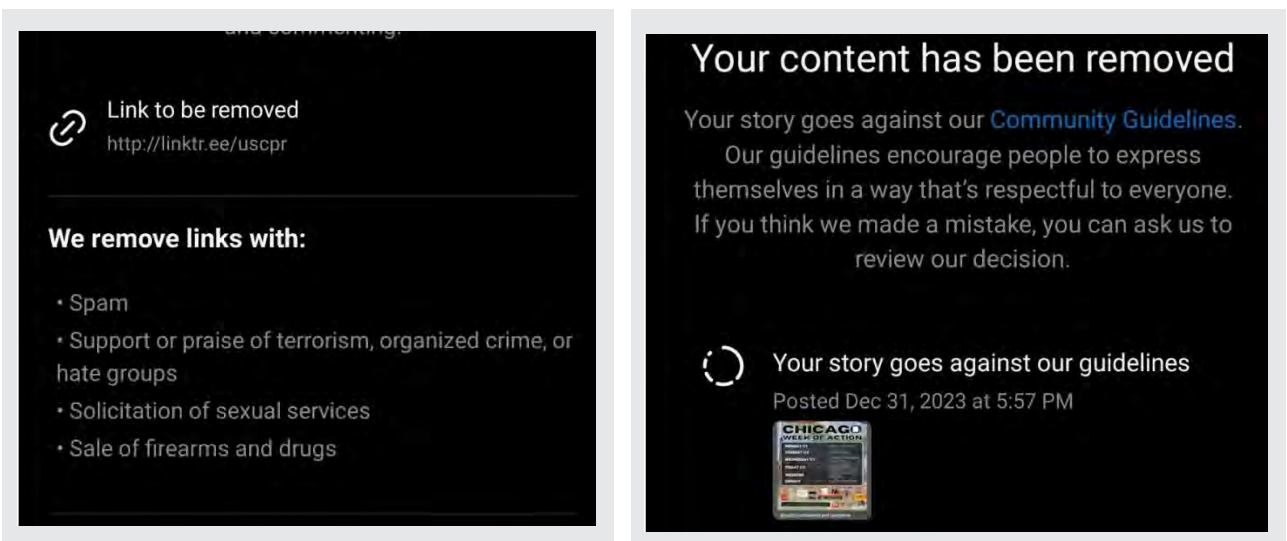 and commenting.
Link to be removed
http://linktr.ee/uscpr
We remove links with:
• Spam
• Support or praise of terrorism, organized crime, or
hate groups
• Solicitation of sexual services
• Sale of firearms and drugs
Your content has been removed
Your story goes against our Community Guidelines.
Our guidelines encourage people to express
themselves in a way that's respectful to everyone.
If you think we made a mistake, you can ask us to
review our decision.
Your story goes against our guidelines
Posted Dec 31, 2023 at 5:57 PM
CHICAGO
WEEK OF ACTION